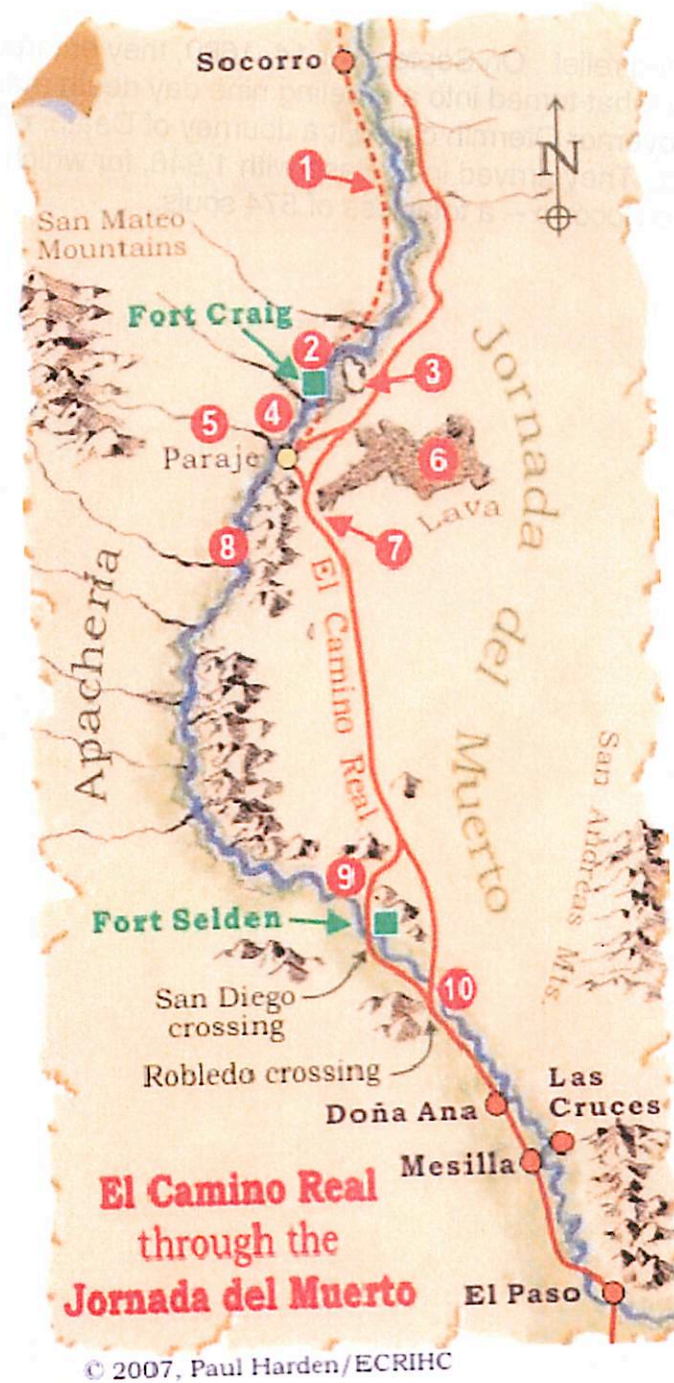 Socorro
N
1
San Mateo
Mountains
Fort Craig
2
3
4
5
Paraje
6
Lava
7
Jornada del Muerto
8
El Camino Real
Apachería
San Andreas Mts.
9
Fort Selden
San Diego
crossing
10
Robledo crossing
Las
Cruces
Doña Ana
Mesilla
El Camino Real
through the
Jornada del Muerto
El Paso
© 2007, Paul Harden/ECRIHC